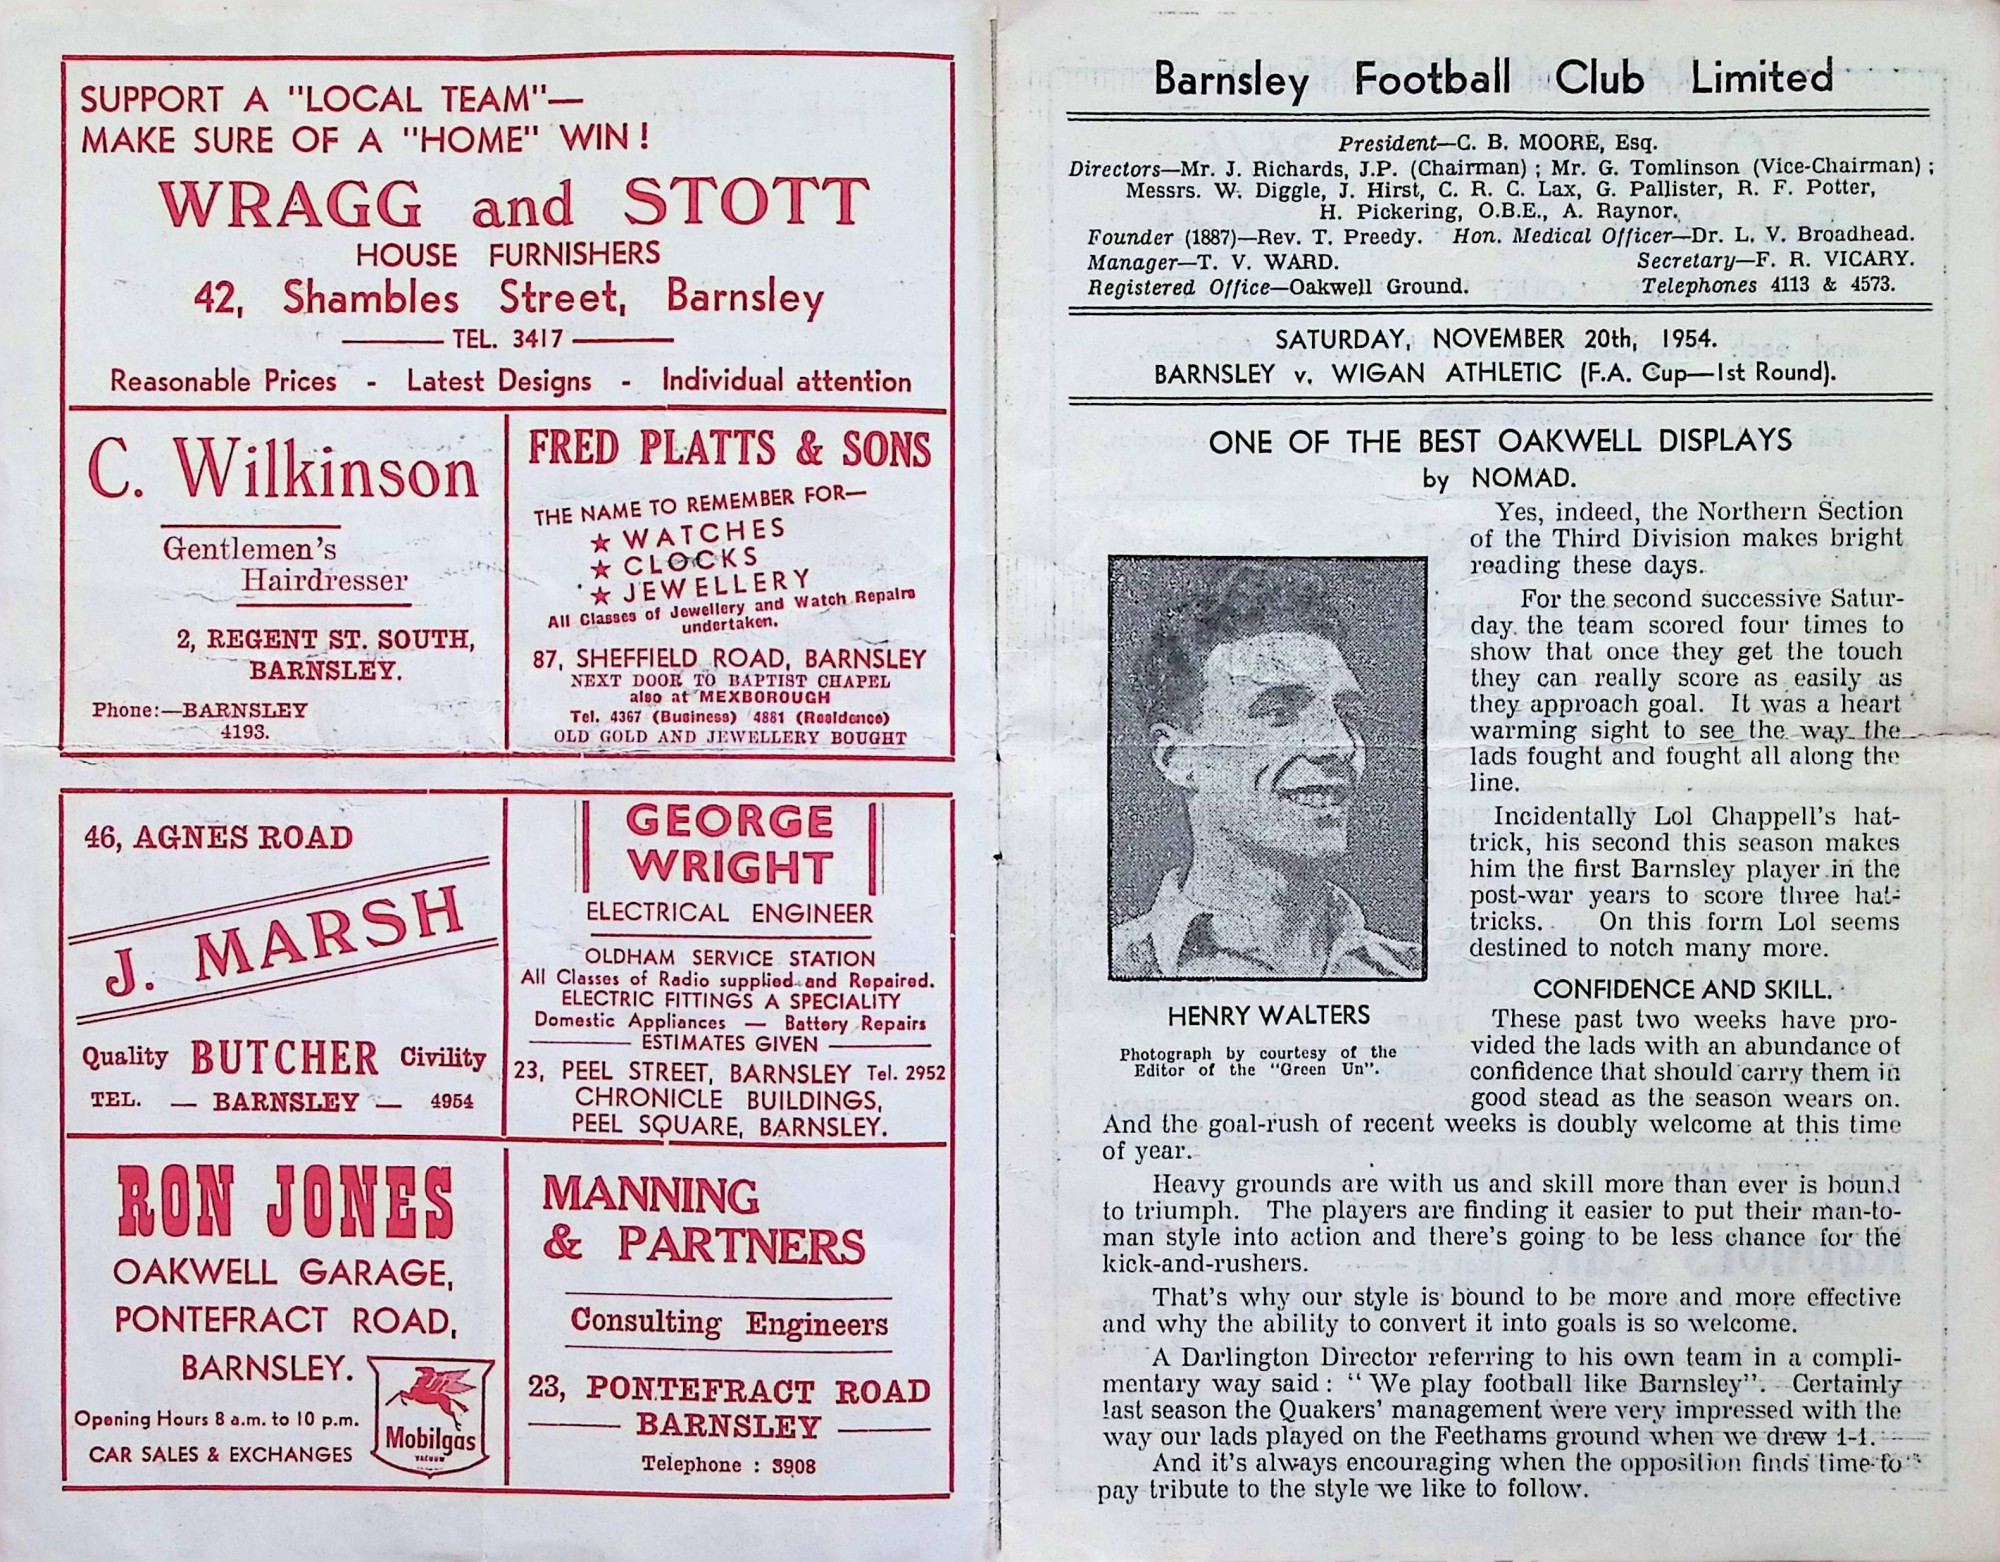 SUPPORT A "LOCAL TEAM"—
MAKE SURE OF A "HOME" WIN !
WRAGG and STOTT
HOUSE FURNISHERS
42, Shambles Street, Barnsley
TEL. 3417
Reasonable Prices - Latest Designs - Individual attention
C. Wilkinson
Gentlemen's
Hairdresser
2, REGENT ST. SOUTH,
BARNSLEY.
Phone:—BARNSLEY
4193.
FRED PLATTS & SONS
THE NAME TO REMEMBER FOR—
★ WATCHES
★ CLOCKS
★ JEWELLERY
All Classes of Jewellery and Watch Repairs
undertaken.
87, SHEFFIELD ROAD, BARNSLEY
NEXT DOOR TO BAPTIST CHAPEL
also at MEXBOROUGH
Tel. 4367 (Business) 4881 (Residence)
OLD GOLD AND JEWELLERY BOUGHT
46, AGNES ROAD
J. MARSH
Quality BUTCHER Civility
TEL. — BARNSLEY — 4954
GEORGE
WRIGHT
ELECTRICAL ENGINEER
OLDHAM SERVICE STATION
All Classes of Radio supplied and Repaired.
ELECTRIC FITTINGS A SPECIALITY
Domestic Appliances — Battery Repairs
ESTIMATES GIVEN
23, PEEL STREET, BARNSLEY Tel. 2952
CHRONICLE BUILDINGS,
PEEL SQUARE, BARNSLEY.
RON JONES
OAKWELL GARAGE,
PONTEFRACT ROAD,
BARNSLEY.
Opening Hours 8 a.m. to 10 p.m.
CAR SALES & EXCHANGES
Mobilgas
VACUUM
MANNING
& PARTNERS
Consulting Engineers
23, PONTEFRACT ROAD
BARNSLEY
Telephone : 3908
Barnsley Football Club Limited
President—C. B. MOORE, Esq.
Directors—Mr. J. Richards, J.P. (Chairman) ; Mr. G. Tomlinson (Vice-Chairman) ;
Messrs. W. Diggle, J. Hirst, C. R. C. Lax, G. Pallister, R. F. Potter,
H. Pickering, O.B.E., A. Raynor.
Founder (1887)—Rev. T. Preedy. Hon. Medical Officer—Dr. L. V. Broadhead.
Manager—T. V. WARD. Secretary—F. R. VICARY.
Registered Office—Oakwell Ground. Telephones 4113 & 4573.
SATURDAY, NOVEMBER 20th, 1954.
BARNSLEY v. WIGAN ATHLETIC (F.A. Cup—1st Round).
ONE OF THE BEST OAKWELL DISPLAYS
by NOMAD.
Yes, indeed, the Northern Section
of the Third Division makes bright
reading these days.
For the second successive Satur-
day the team scored four times to
show that once they get the touch
they can really score as easily as
they approach goal. It was a heart
warming sight to see the way the
lads fought and fought all along the
line.
Incidentally Lol Chappell's hat-
trick, his second this season makes
him the first Barnsley player in the
post-war years to score three hat-
tricks. On this form Lol seems
destined to notch many more.
HENRY WALTERS
Photograph by courtesy of the
Editor of the "Green Un".
CONFIDENCE AND SKILL.
These past two weeks have pro-
vided the lads with an abundance of
confidence that should carry them in
good stead as the season wears on.
And the goal-rush of recent weeks is doubly welcome at this time
of year.
Heavy grounds are with us and skill more than ever is bound
to triumph. The players are finding it easier to put their man-to-
man style into action and there's going to be less chance for the
kick-and-rushers.
That's why our style is bound to be more and more effective
and why the ability to convert it into goals is so welcome.
A Darlington Director referring to his own team in a compli-
mentary way said : "We play football like Barnsley". Certainly
last season the Quakers' management were very impressed with the
way our lads played on the Feethams ground when we drew 1-1.
And it's always encouraging when the opposition finds time to
pay tribute to the style we like to follow.